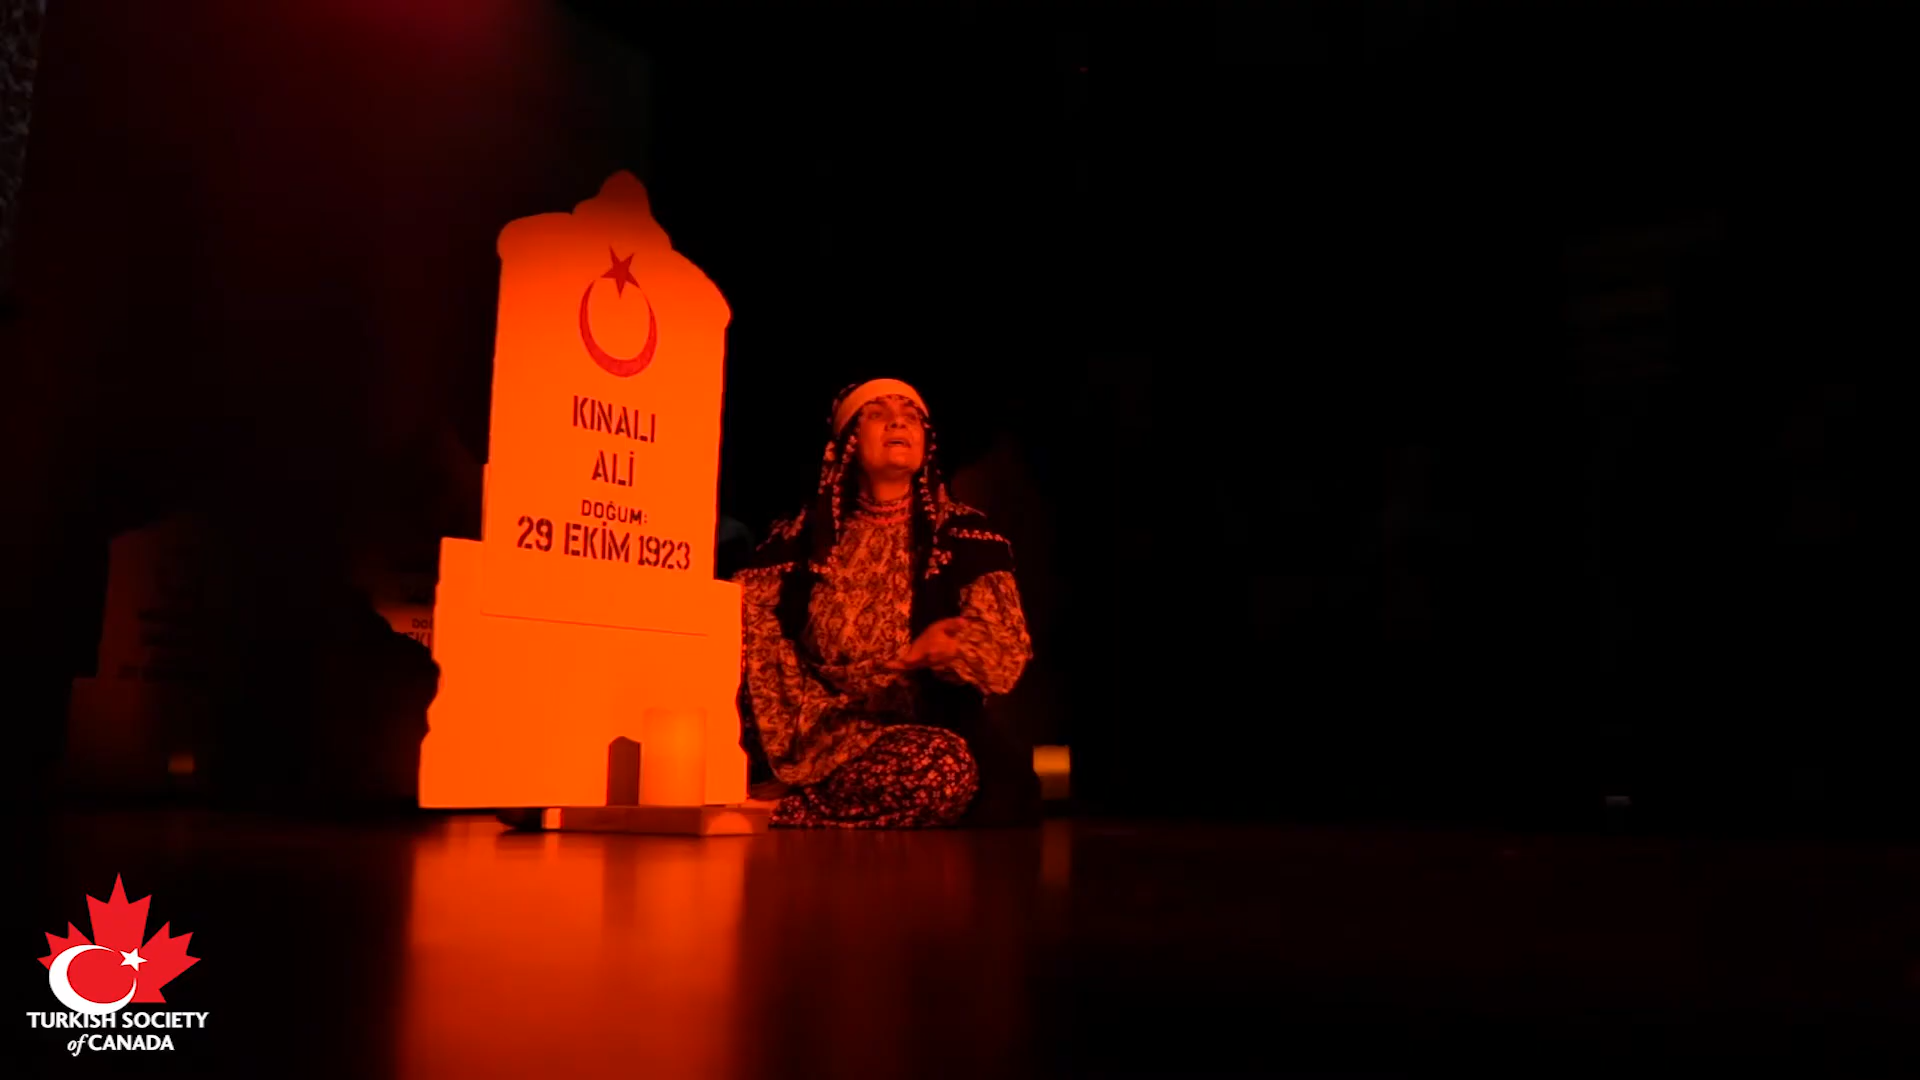 KINALI
ALİ
DOĞUM:
29 EKİM 1923
TURKISH SOCIETY
of CANADA